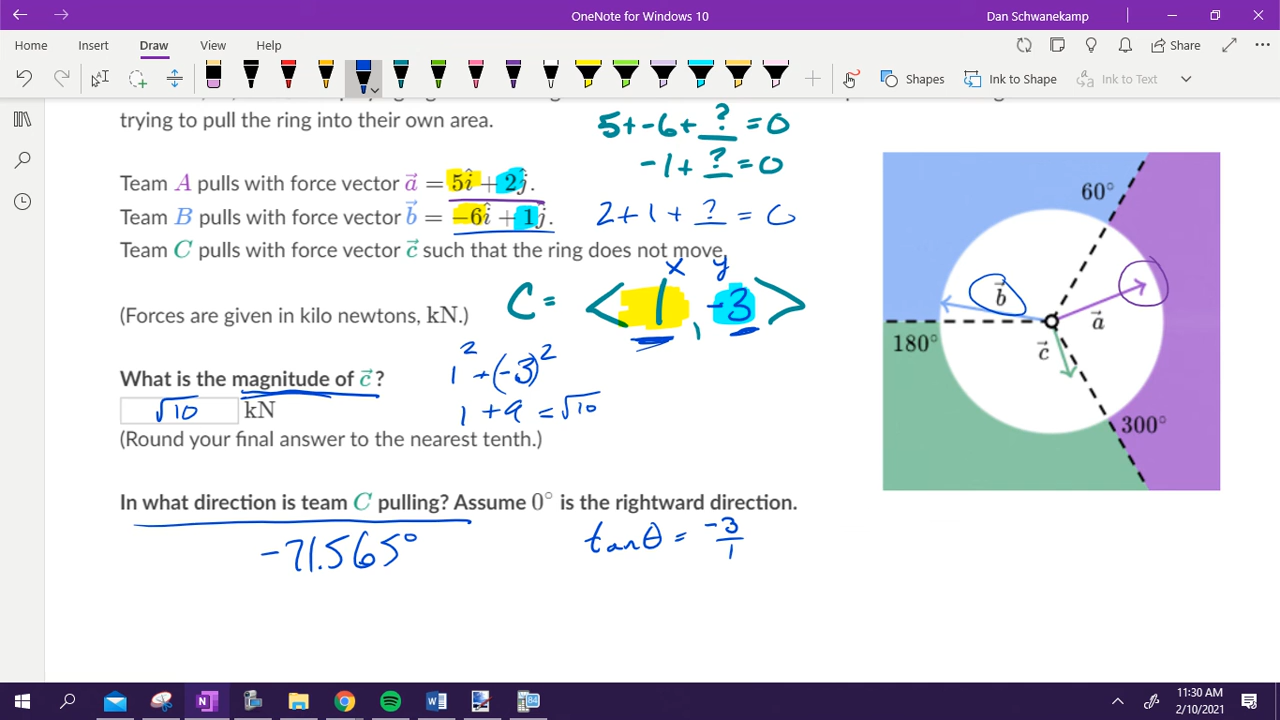 OneNote for Windows 10
Dan Schwanekamp
Home Insert Draw View Help
Share
Shapes Ink to Shape Ink to Text
trying to pull the ring into their own area.
5+-6+ ? =0
-1+ ? =0
Team A pulls with force vector a⃗ = 5î + 2ĵ.
Team B pulls with force vector b⃗ = −6î + 1ĵ.
2+1+ ? = 0
Team C pulls with force vector c⃗ such that the ring does not move.
x y
C= < 1 , -3 >
(Forces are given in kilo newtons, kN.)
1² +(-3)²
What is the magnitude of c⃗?
√10 kN
1 +9 =√10
(Round your final answer to the nearest tenth.)
In what direction is team C pulling? Assume 0° is the rightward direction.
-71.565°
tanθ = -3/1
60°
b⃗
a⃗
180°
c⃗
300°
11:30 AM
2/10/2021